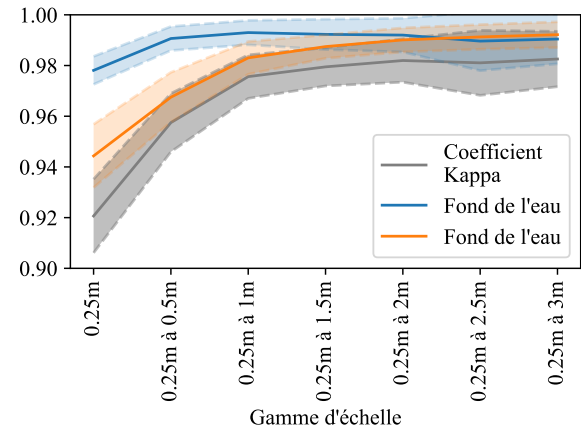 1.00
0.98
0.96
0.94
0.92
0.90
Coefficient
Kappa
Fond de l'eau
Fond de l'eau
0.25m
0.25m à 0.5m
0.25m à 1m
0.25m à 1.5m
0.25m à 2m
0.25m à 2.5m
0.25m à 3m
Gamme d'échelle